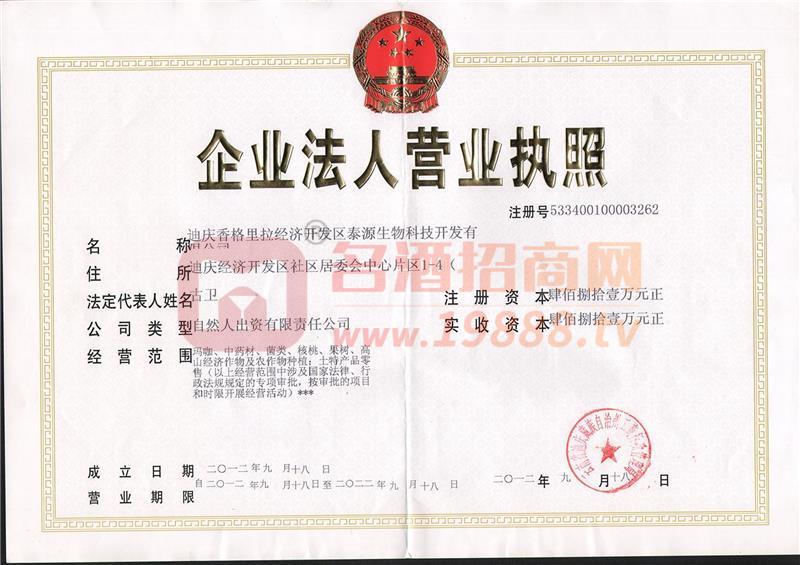 企业法人营业执照
注册号533400100003262
名称 迪庆香格里拉经济开发区泰源生物科技开发有
限公司
住所 迪庆经济开发区社区居委会中心片区1-4(
法定代表人姓名 古卫
注册资本 肆佰捌拾壹万元正
公司类型 自然人出资有限责任公司
实收资本 肆佰捌拾壹万元正
经营范围 玛咖、中药材、菌类、核桃、果树、高
山经济作物及农作物种植;土特产品零
售(以上经营范围中涉及国家法律、行
政法规规定的专项审批,按审批的项目
和时限开展经营活动)***
名酒招商网
www.19888.tv
成立日期 二〇一二年九月十八日
营业期限 自二〇一二年九月十八日至二〇二二年九月十八日
二〇一二年九月十八日